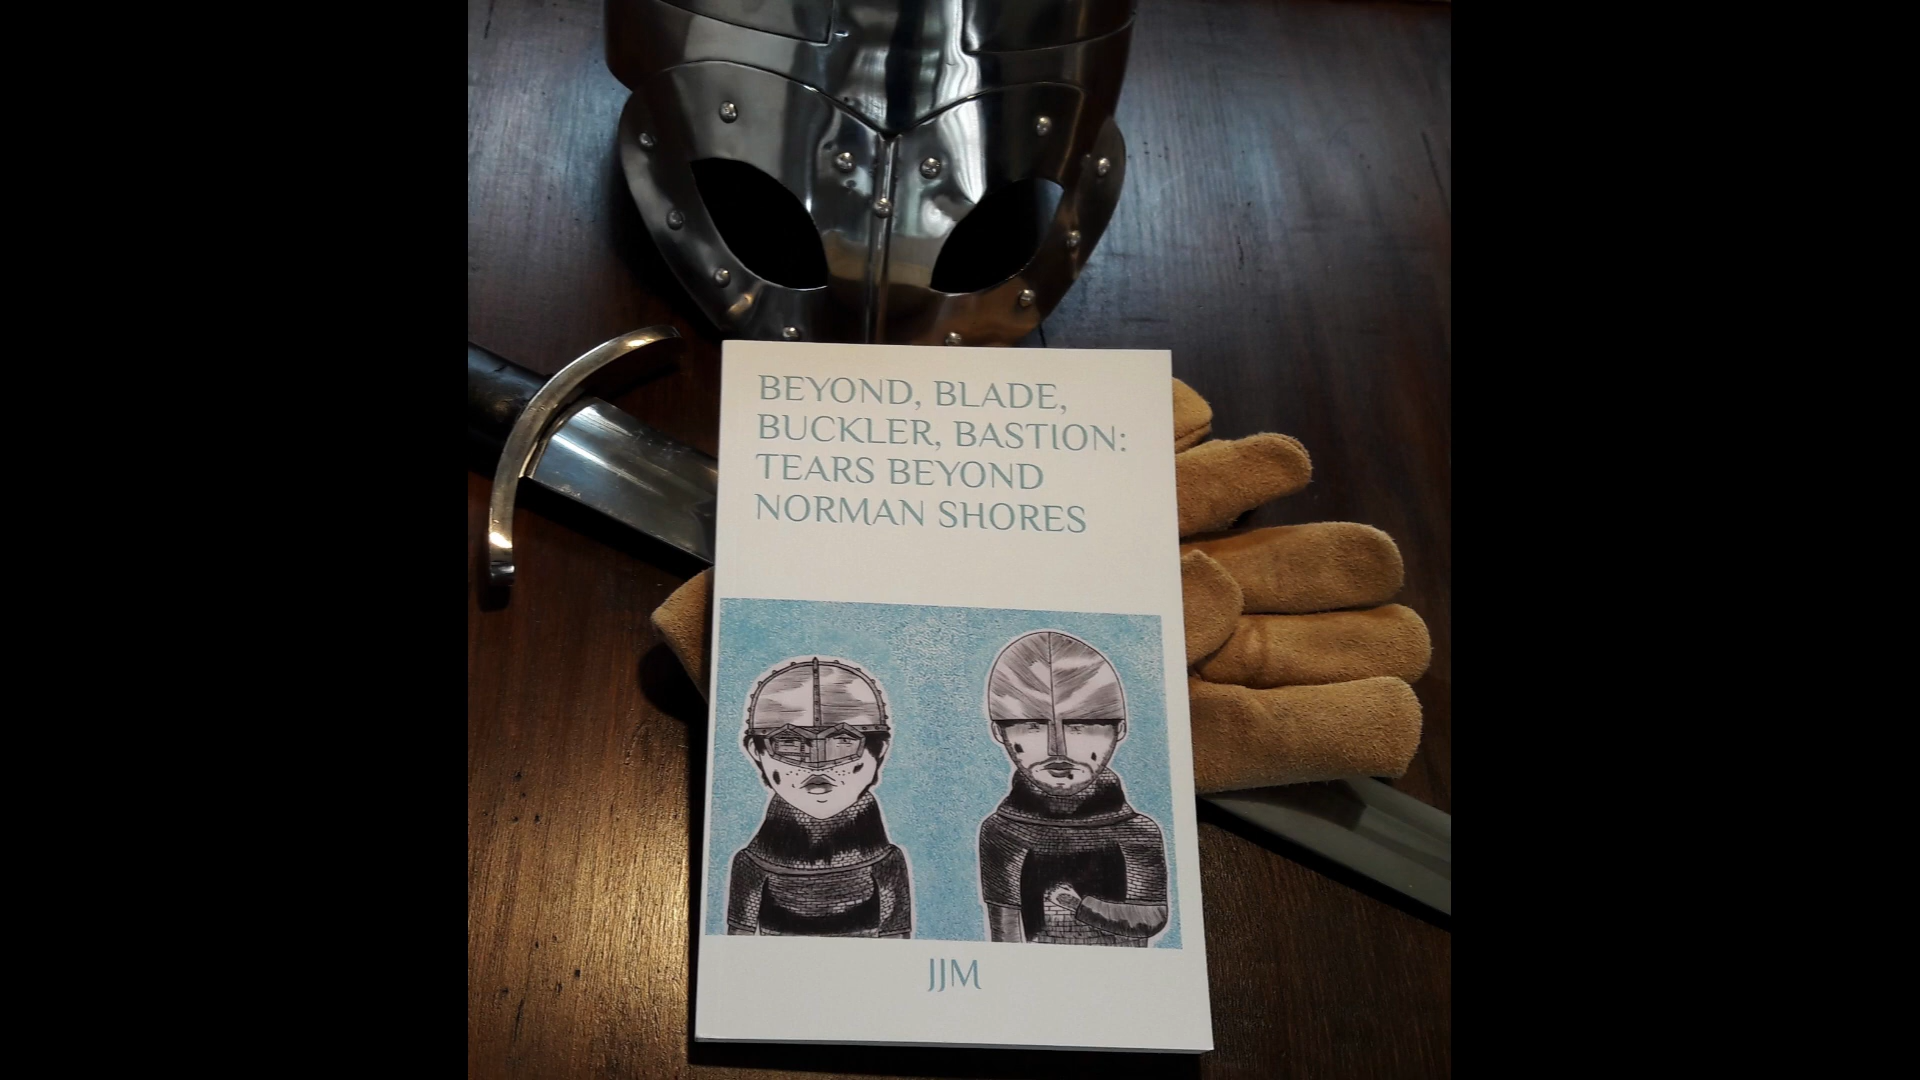 BEYOND, BLADE,
BUCKLER, BASTION:
TEARS BEYOND
NORMAN SHORES
JJM